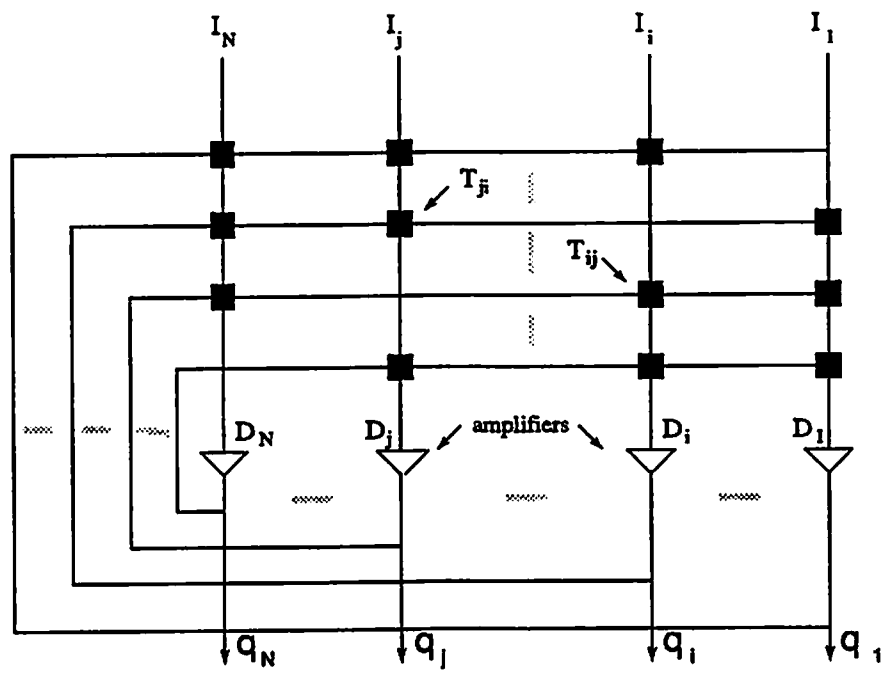 I_N I_j I_i I_1
T_ji
T_ij
D_N D_j amplifiers D_i D_1
q_N q_j q_i q_1